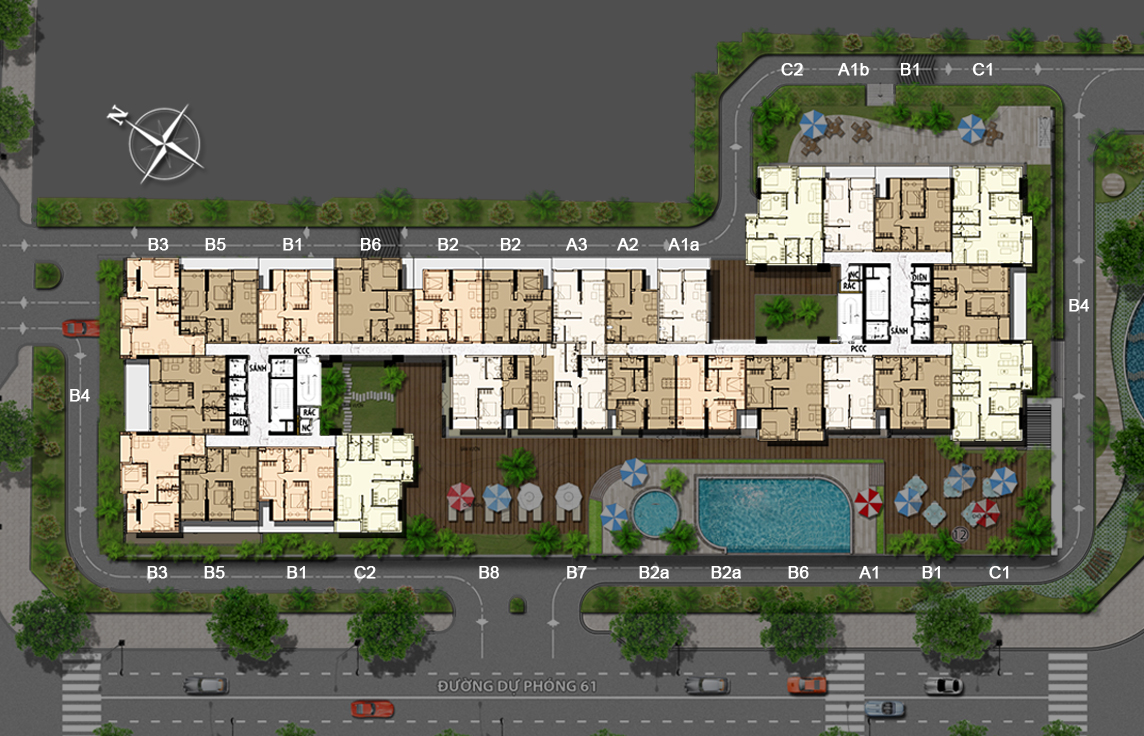 C2 A1b B1 C1
N
B3 B5 B1 B6 B2 B2 A3 A2 A1a
NC
RÁC
ĐIỆN
SẢNH
B4
PCCC
PCCC
SẢNH
B4
RÁC
NC
ĐIỆN
12
B3 B5 B1 C2 B8 B7 B2a B2a B6 A1 B1 C1
ĐƯỜNG DỰ PHÓNG 61